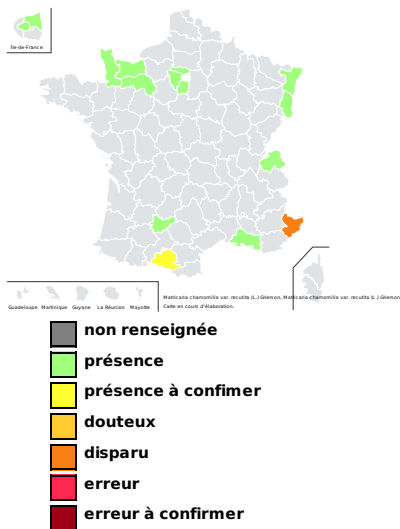 Île-de-France
Guadeloupe Martinique Guyane La Réunion Mayotte
Matricaria chamomilla var. recutita (L.) Grierson, Matricaria chamomilla var. recutita (L.) Grierson
Carte en cours d'élaboration.
non renseignée
présence
présence à confimer
douteux
disparu
erreur
erreur à confirmer